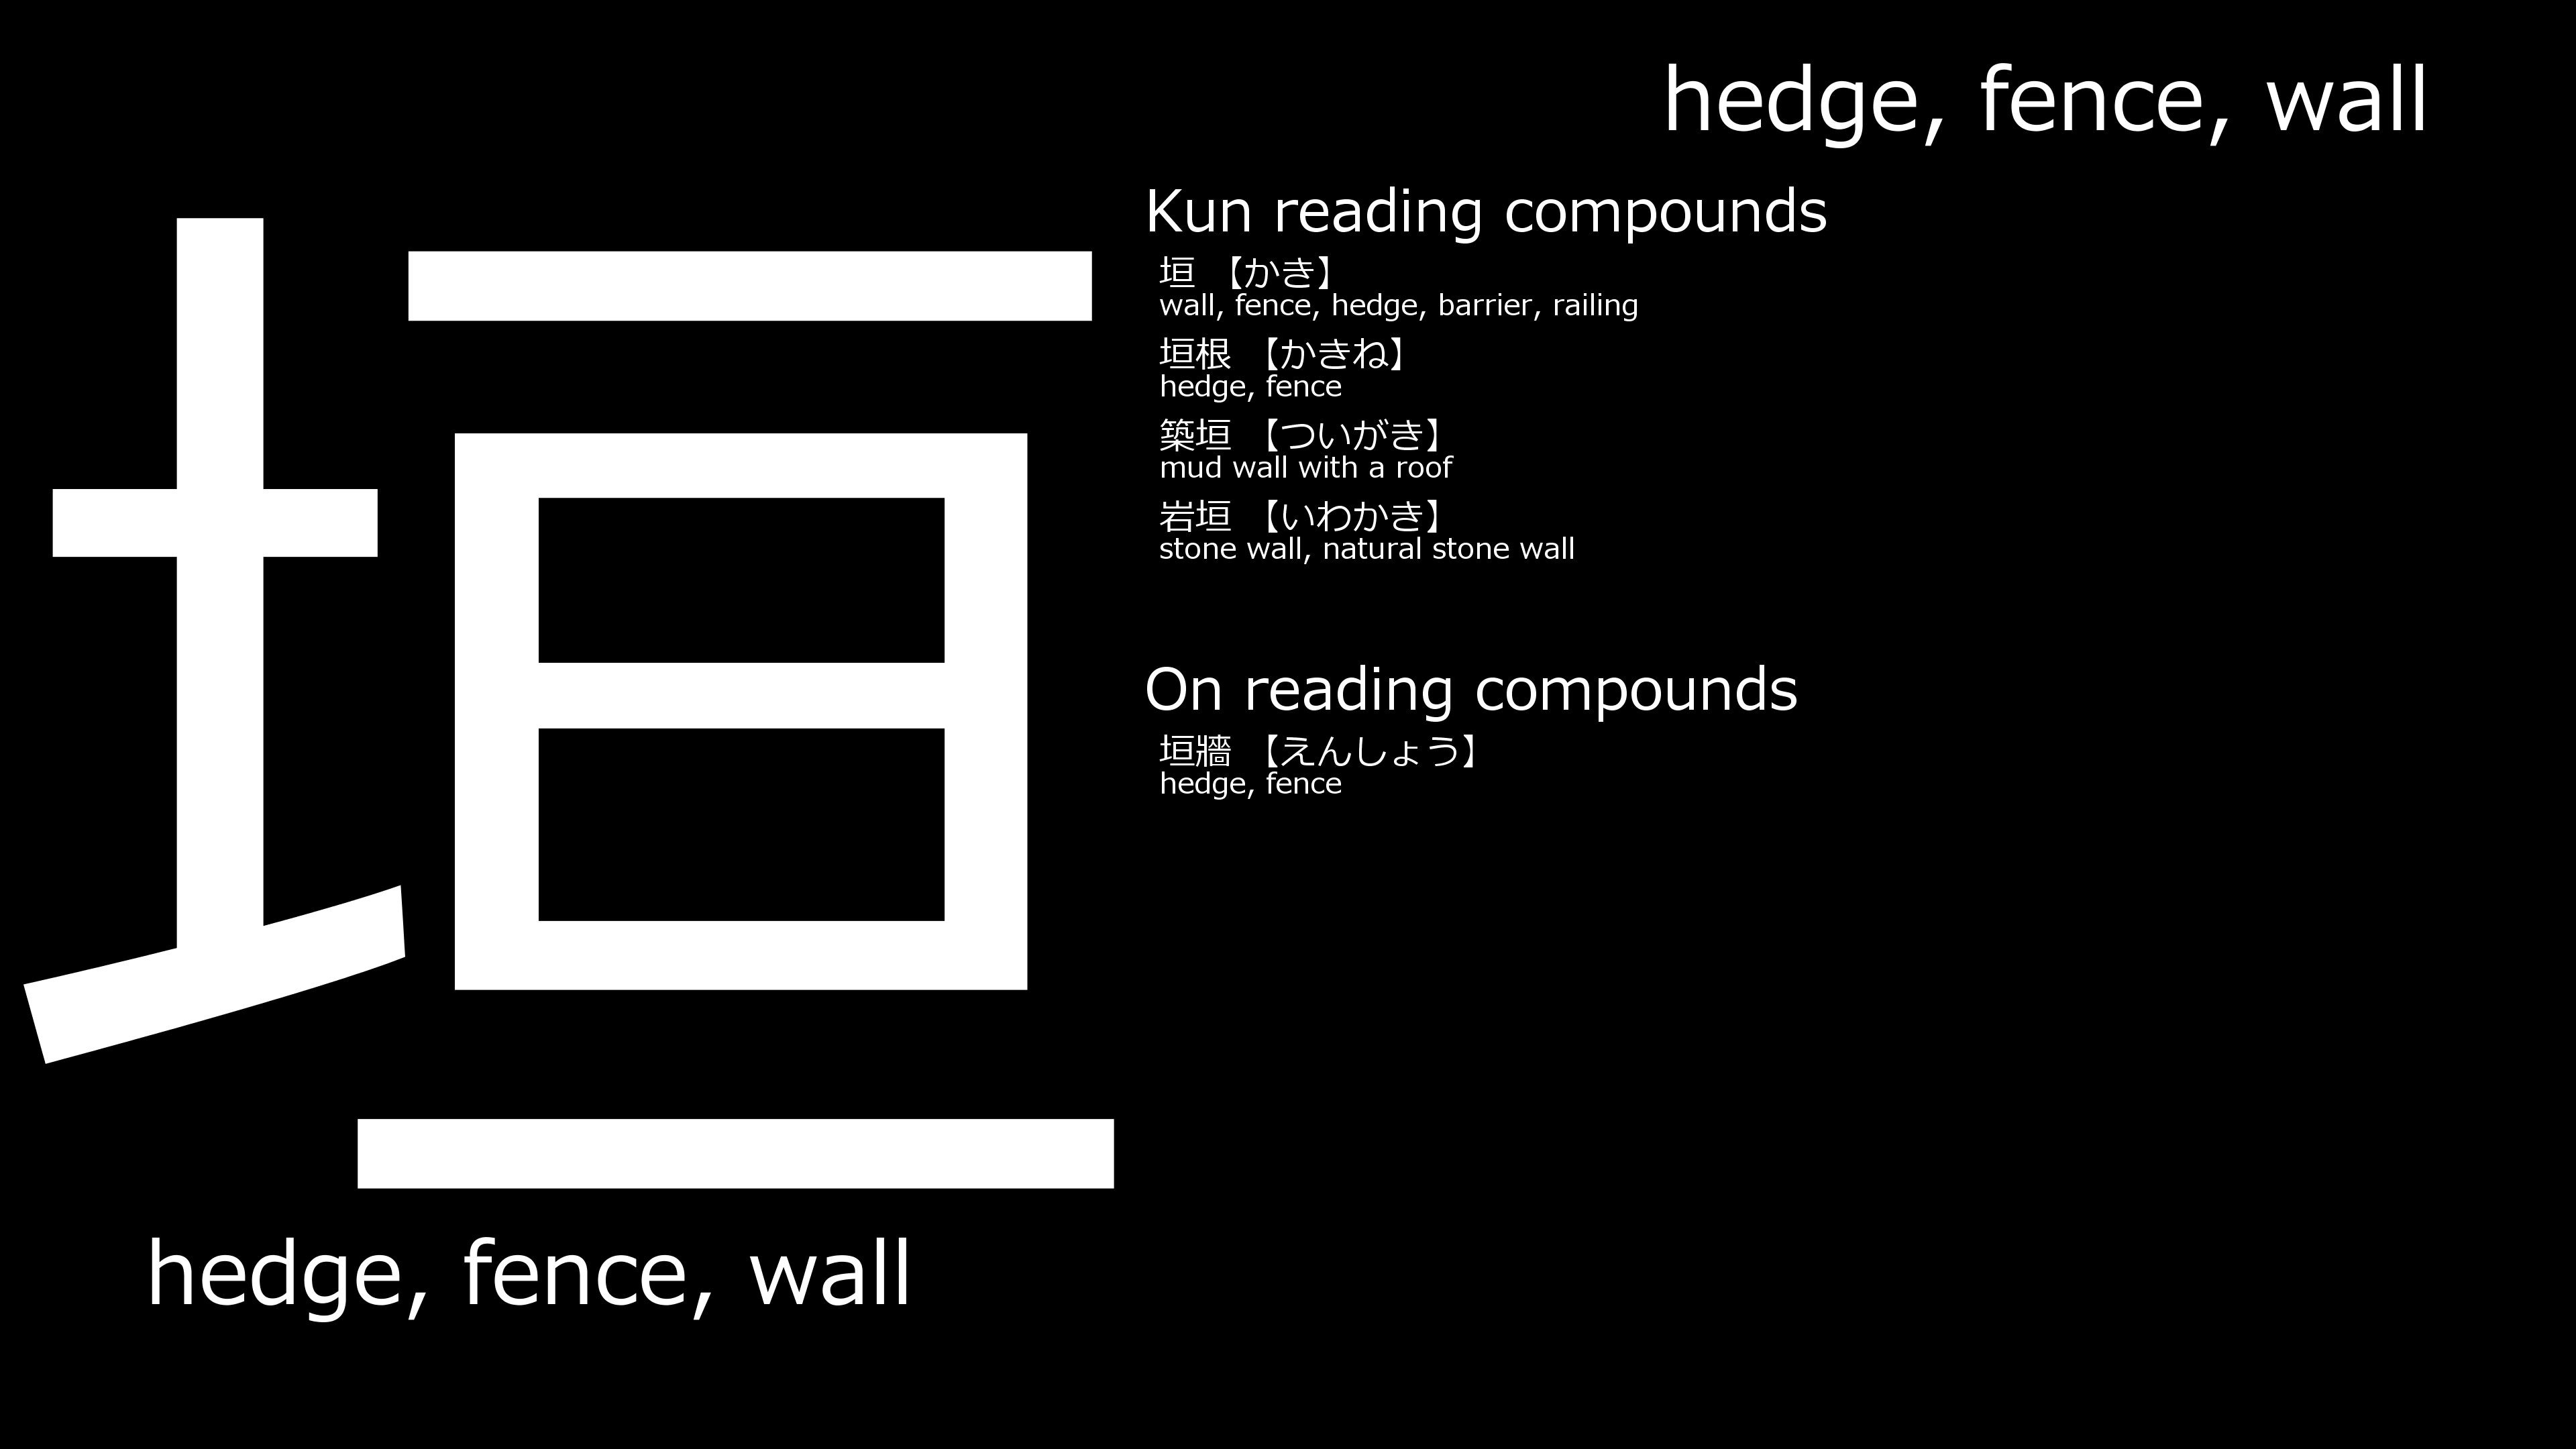 hedge, fence, wall
垣
hedge, fence, wall
Kun reading compounds
垣 【かき】
wall, fence, hedge, barrier, railing
垣根 【かきね】
hedge, fence
築垣 【ついがき】
mud wall with a roof
岩垣 【いわかき】
stone wall, natural stone wall
On reading compounds
垣牆 【えんしょう】
hedge, fence